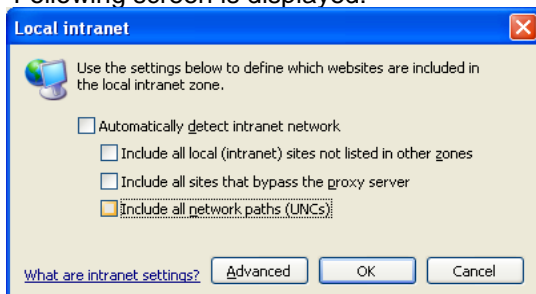 Following screen is displayed.
Local intranet
Use the settings below to define which websites are included in
the local intranet zone.
Automatically detect intranet network
Include all local (intranet) sites not listed in other zones
Include all sites that bypass the proxy server
Include all network paths (UNCs)
What are intranet settings? Advanced OK Cancel